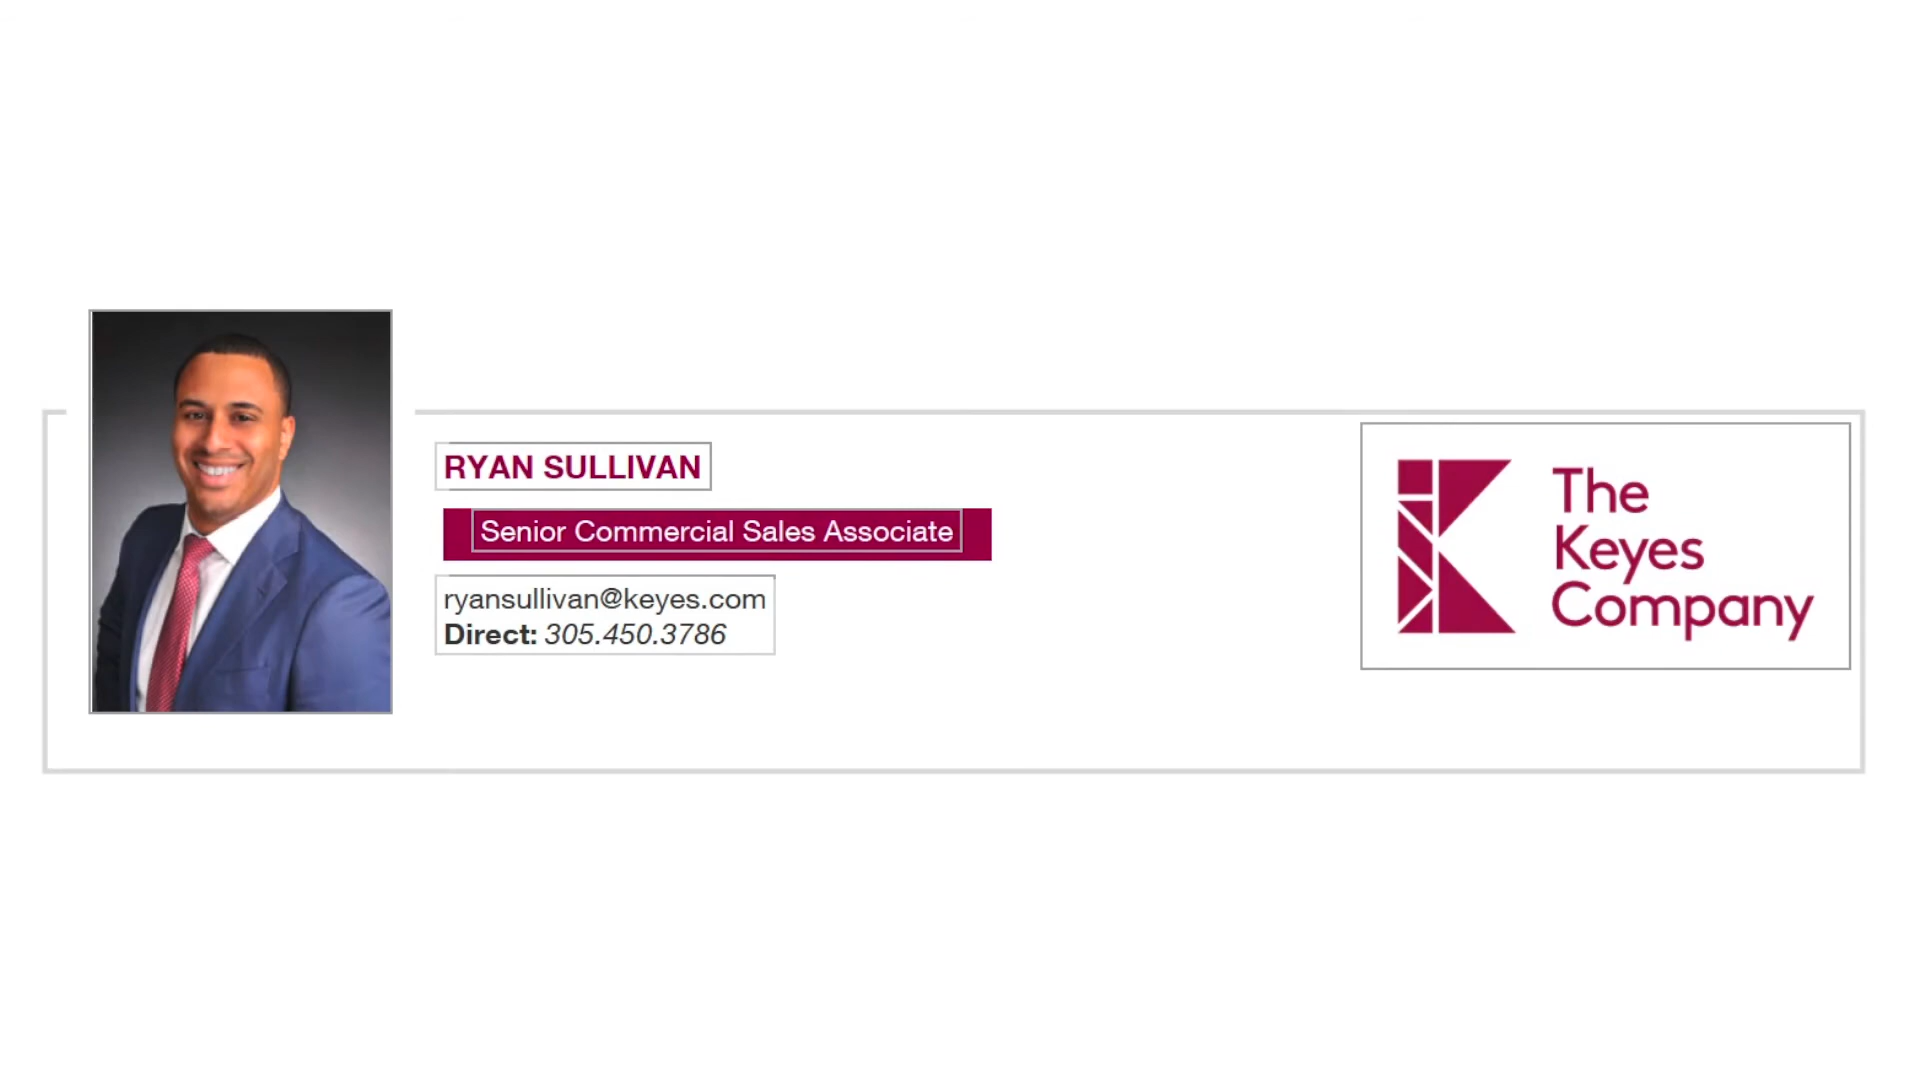 RYAN SULLIVAN
Senior Commercial Sales Associate
ryansullivan@keyes.com
Direct: 305.450.3786
The
Keyes
Company